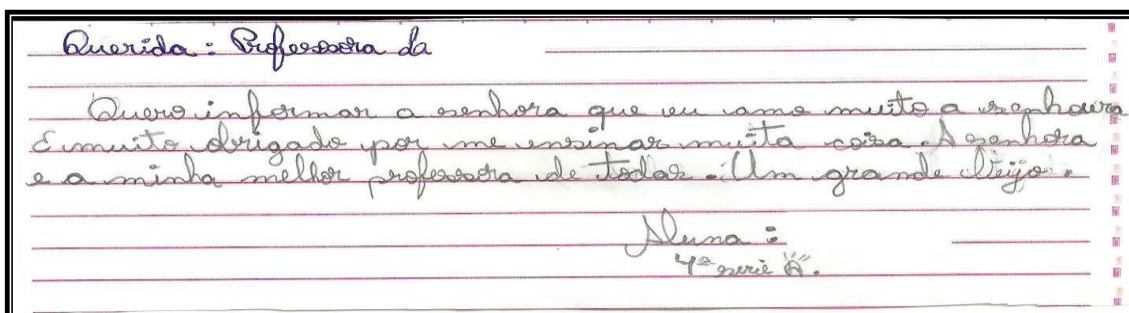 Querida: Professora da
Quero informar a senhora que eu amo muito a senhora
E muito obrigado por me ensinar muita coisa. A senhora
e a minha melhor professora de todas. Um grande Beijo.
Aluna:
4ª serie "A".